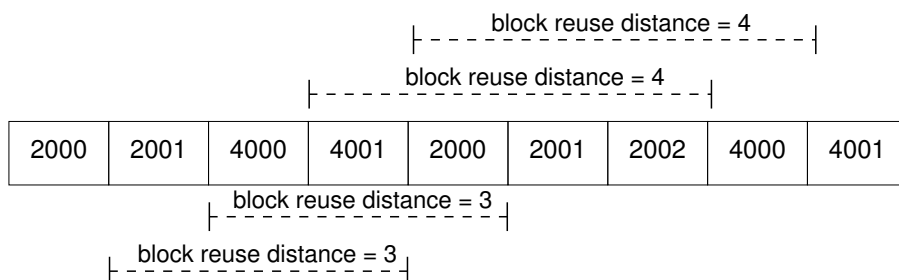 block reuse distance = 4
block reuse distance = 4
2000 2001 4000 4001 2000 2001 2002 4000 4001
block reuse distance = 3
block reuse distance = 3